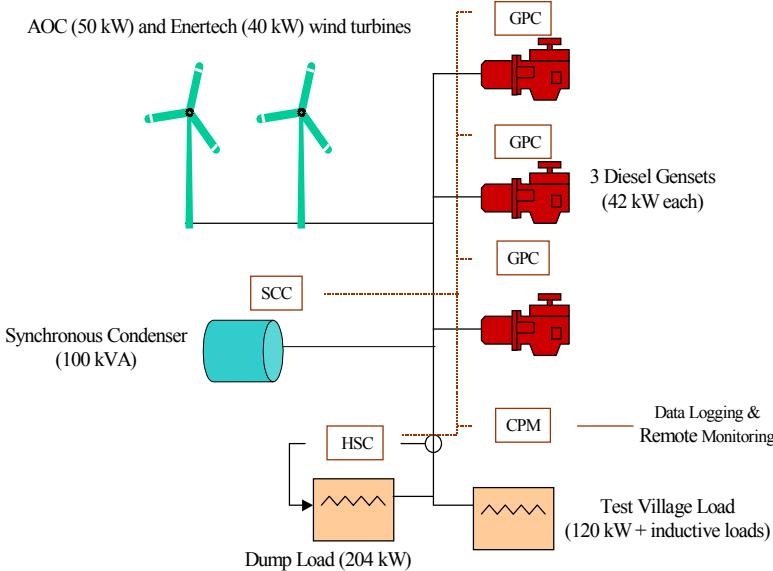 AOC (50 kW) and Enertech (40 kW) wind turbines
GPC
GPC
3 Diesel Gensets
(42 kW each)
GPC
SCC
Synchronous Condenser
(100 kVA)
CPM
Data Logging &
Remote Monitoring
HSC
Test Village Load
(120 kW + inductive loads)
Dump Load (204 kW)